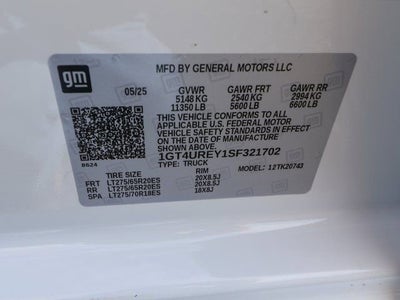 gm
MFD BY GENERAL MOTORS LLC
05/25 GVWR GAWR FRT GAWR RR
5148 KG 2540 KG 2994 KG
11350 LB 5600 LB 6600 LB
THIS VEHICLE CONFORMS TO ALL
APPLICABLE U.S. FEDERAL MOTOR
VEHICLE SAFETY STANDARDS IN EFFECT
ON THE DATE OF MANUFACTURE SHOWN ABOVE.
1GT4UREY1SF321702
TYPE: TRUCK MODEL: 12TK20743
8624
TIRE SIZE RIM
FRT LT275/65R20ES 20X8.5J
RR LT275/65R20ES 20X8.5J
SPA LT275/70R18ES 18X8J